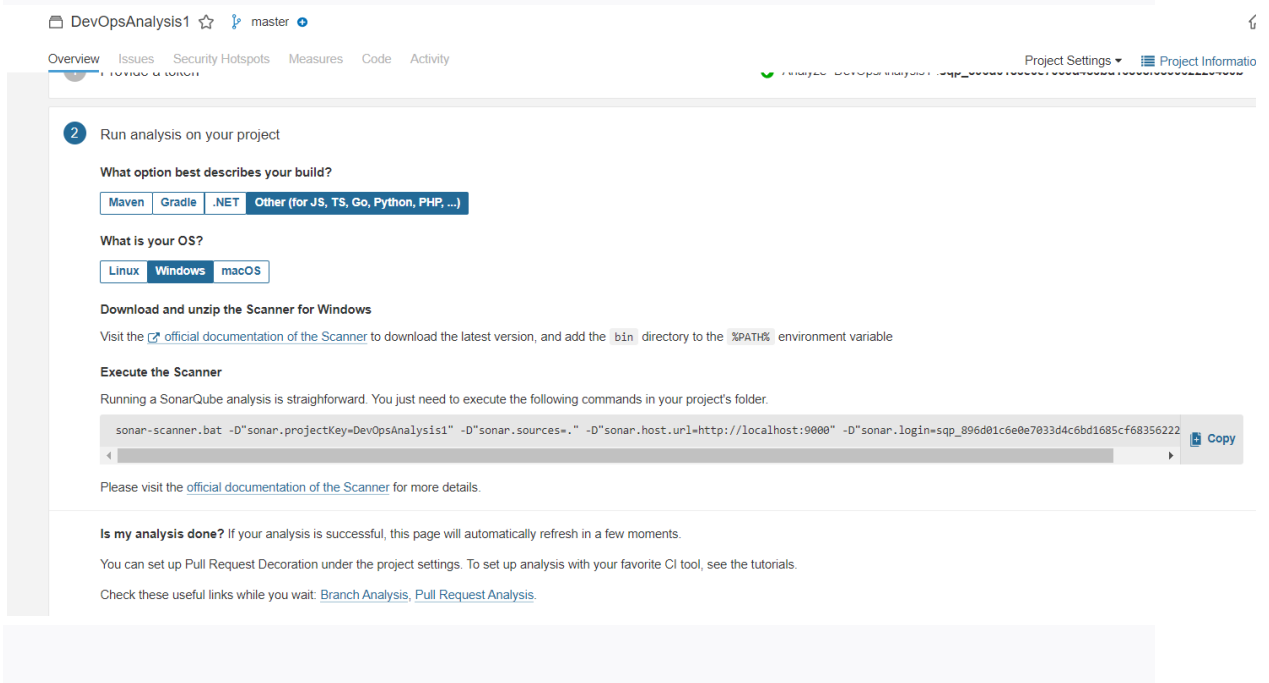 DevOpsAnalysis1 master
Overview Issues Security Hotspots Measures Code Activity Project Settings Project Informatio
Provide a token
2 Run analysis on your project
What option best describes your build?
Maven Gradle .NET Other (for JS, TS, Go, Python, PHP, ...)
What is your OS?
Linux Windows macOS
Download and unzip the Scanner for Windows
Visit the official documentation of the Scanner to download the latest version, and add the bin directory to the %PATH% environment variable
Execute the Scanner
Running a SonarQube analysis is straighforward. You just need to execute the following commands in your project's folder.
sonar-scanner.bat -D"sonar.projectKey=DevOpsAnalysis1" -D"sonar.sources=." -D"sonar.host.url=http://localhost:9000" -D"sonar.login=sqp_896d01c6e0e7033d4c6bd1685cf68356222
Copy
Please visit the official documentation of the Scanner for more details.
Is my analysis done? If your analysis is successful, this page will automatically refresh in a few moments.
You can set up Pull Request Decoration under the project settings. To set up analysis with your favorite CI tool, see the tutorials.
Check these useful links while you wait: Branch Analysis, Pull Request Analysis.